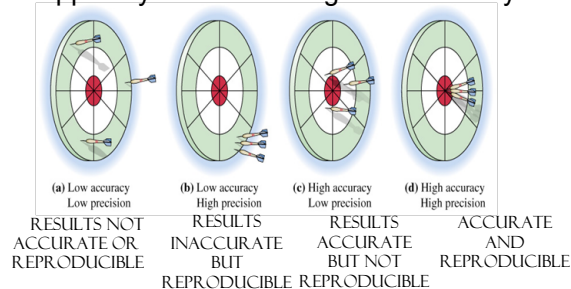 (a) Low accuracy
Low precision
(b) Low accuracy
High precision
(c) High accuracy
Low precision
(d) High accuracy
High precision
RESULTS NOT
ACCURATE OR
REPRODUCIBLE
RESULTS
INACCURATE
BUT
REPRODUCIBLE
RESULTS
ACCURATE
BUT NOT
REPRODUCIBLE
ACCURATE
AND
REPRODUCIBLE